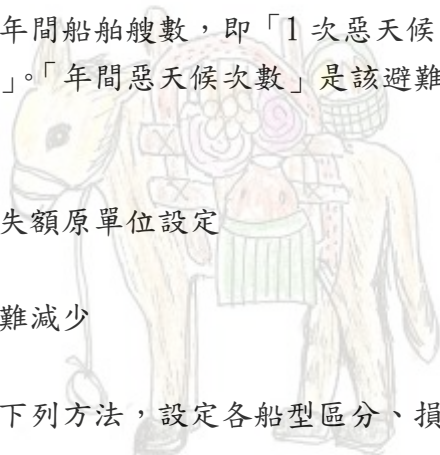 年間船舶艘數，即「1 次惡天候
」。「年間惡天候次數」是該避難
失額原單位設定
難減少
下列方法，設定各船型區分、損